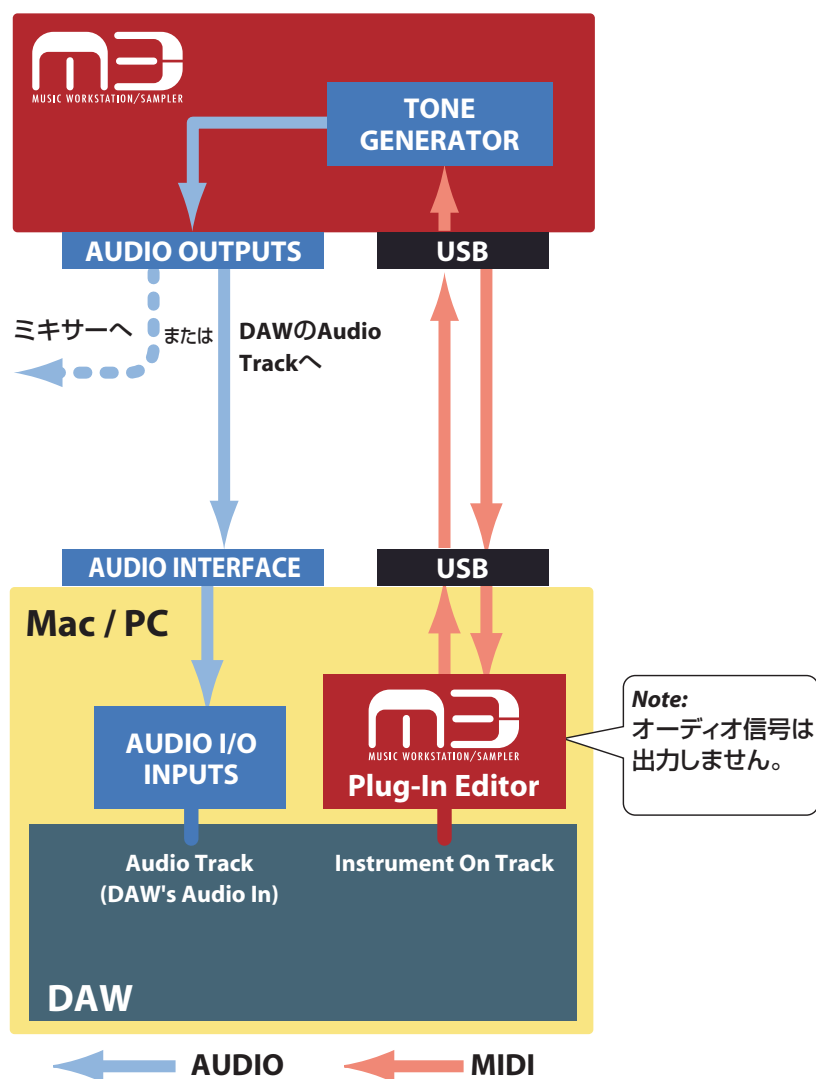 m3
MUSIC WORKSTATION/SAMPLER
TONE
GENERATOR
AUDIO OUTPUTS
USB
ミキサーへ
または
DAWのAudio
Trackへ
AUDIO INTERFACE
USB
Mac / PC
AUDIO I/O
INPUTS
m3
MUSIC WORKSTATION/SAMPLER
Plug-In Editor
Note:
オーディオ信号は
出力しません。
Audio Track
(DAW's Audio In)
Instrument On Track
DAW
AUDIO
MIDI